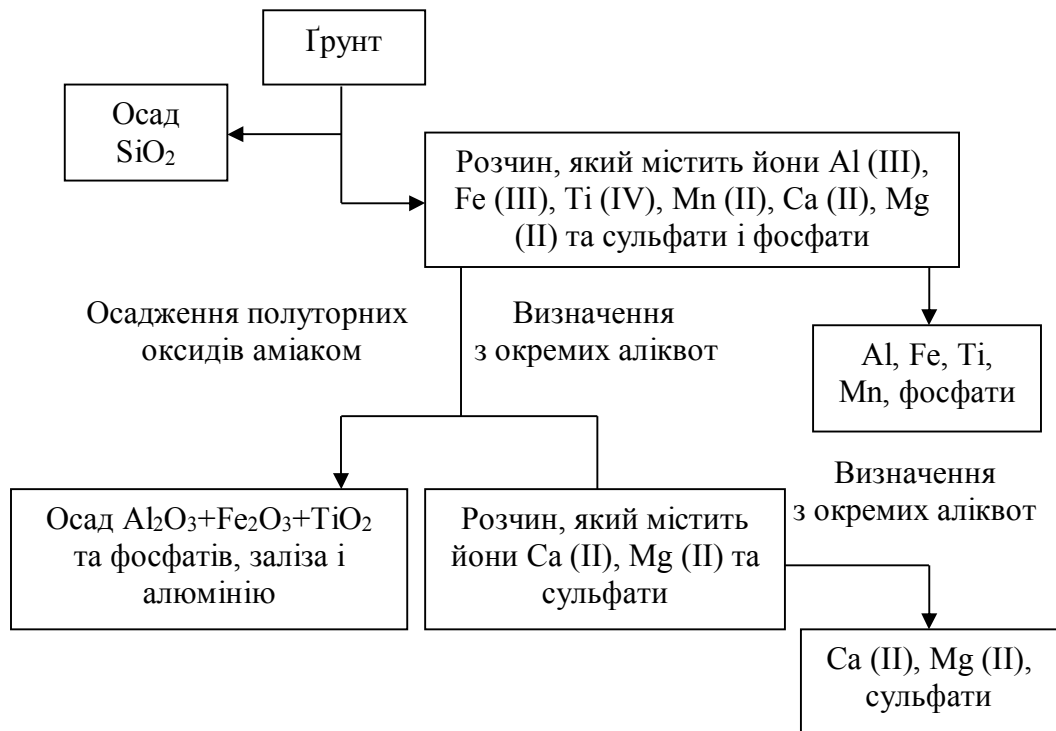 Ґрунт
Осад
SiO₂
Розчин, який містить йони Al (III),
Fe (III), Ti (IV), Mn (II), Ca (II), Mg
(II) та сульфати і фосфати
Осадження полуторних
оксидів аміаком
Визначення
з окремих аліквот
Al, Fe, Ti,
Mn, фосфати
Осад Al₂O₃+Fe₂O₃+TiO₂
та фосфатів, заліза і
алюмінію
Розчин, який містить
йони Ca (II), Mg (II) та
сульфати
Визначення
з окремих аліквот
Ca (II), Mg (II),
сульфати